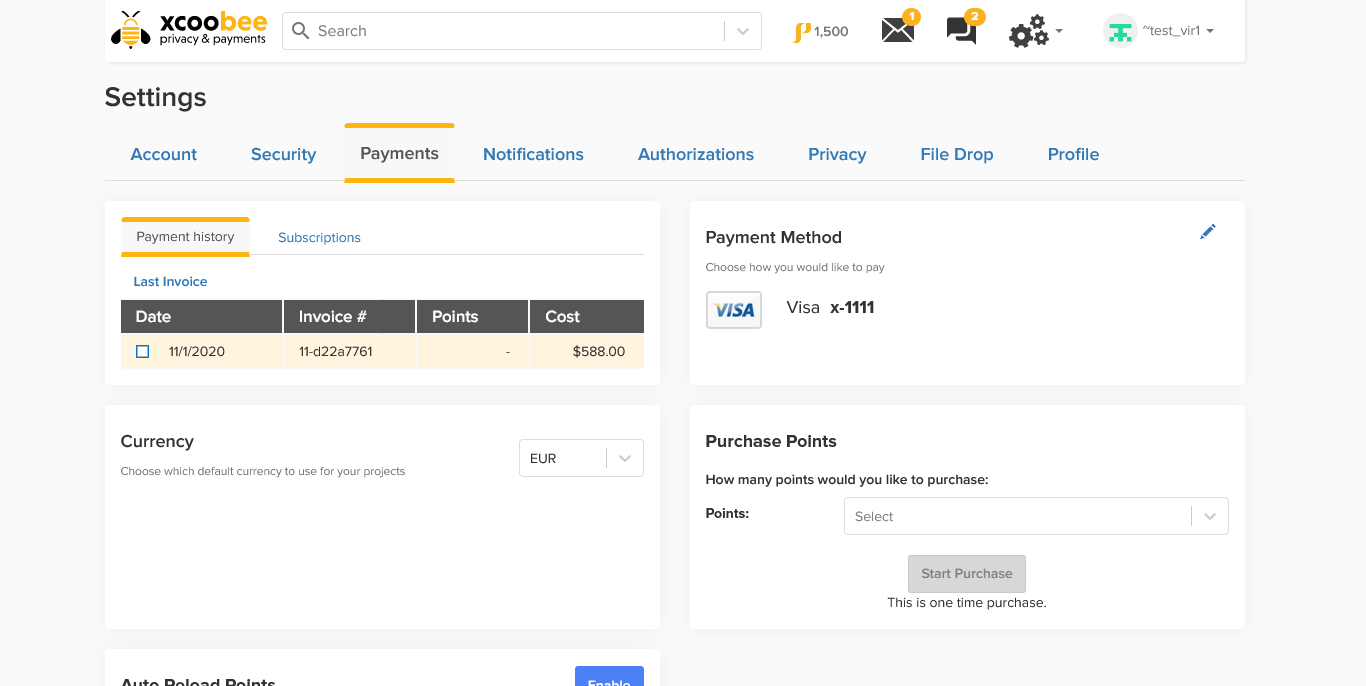 xcoobee
privacy & payments
Search
1,500
1
2
~test_vir1
Settings
Account
Security
Payments
Notifications
Authorizations
Privacy
File Drop
Profile
Payment history
Subscriptions
Last Invoice
Date Invoice # Points Cost
11/1/2020 11-d22a7761 - $588.00
Payment Method
Choose how you would like to pay
VISA
Visa x-1111
Currency
Choose which default currency to use for your projects
EUR
Purchase Points
How many points would you like to purchase:
Points:
Select
Start Purchase
This is one time purchase.
Auto Reload Points
Enable